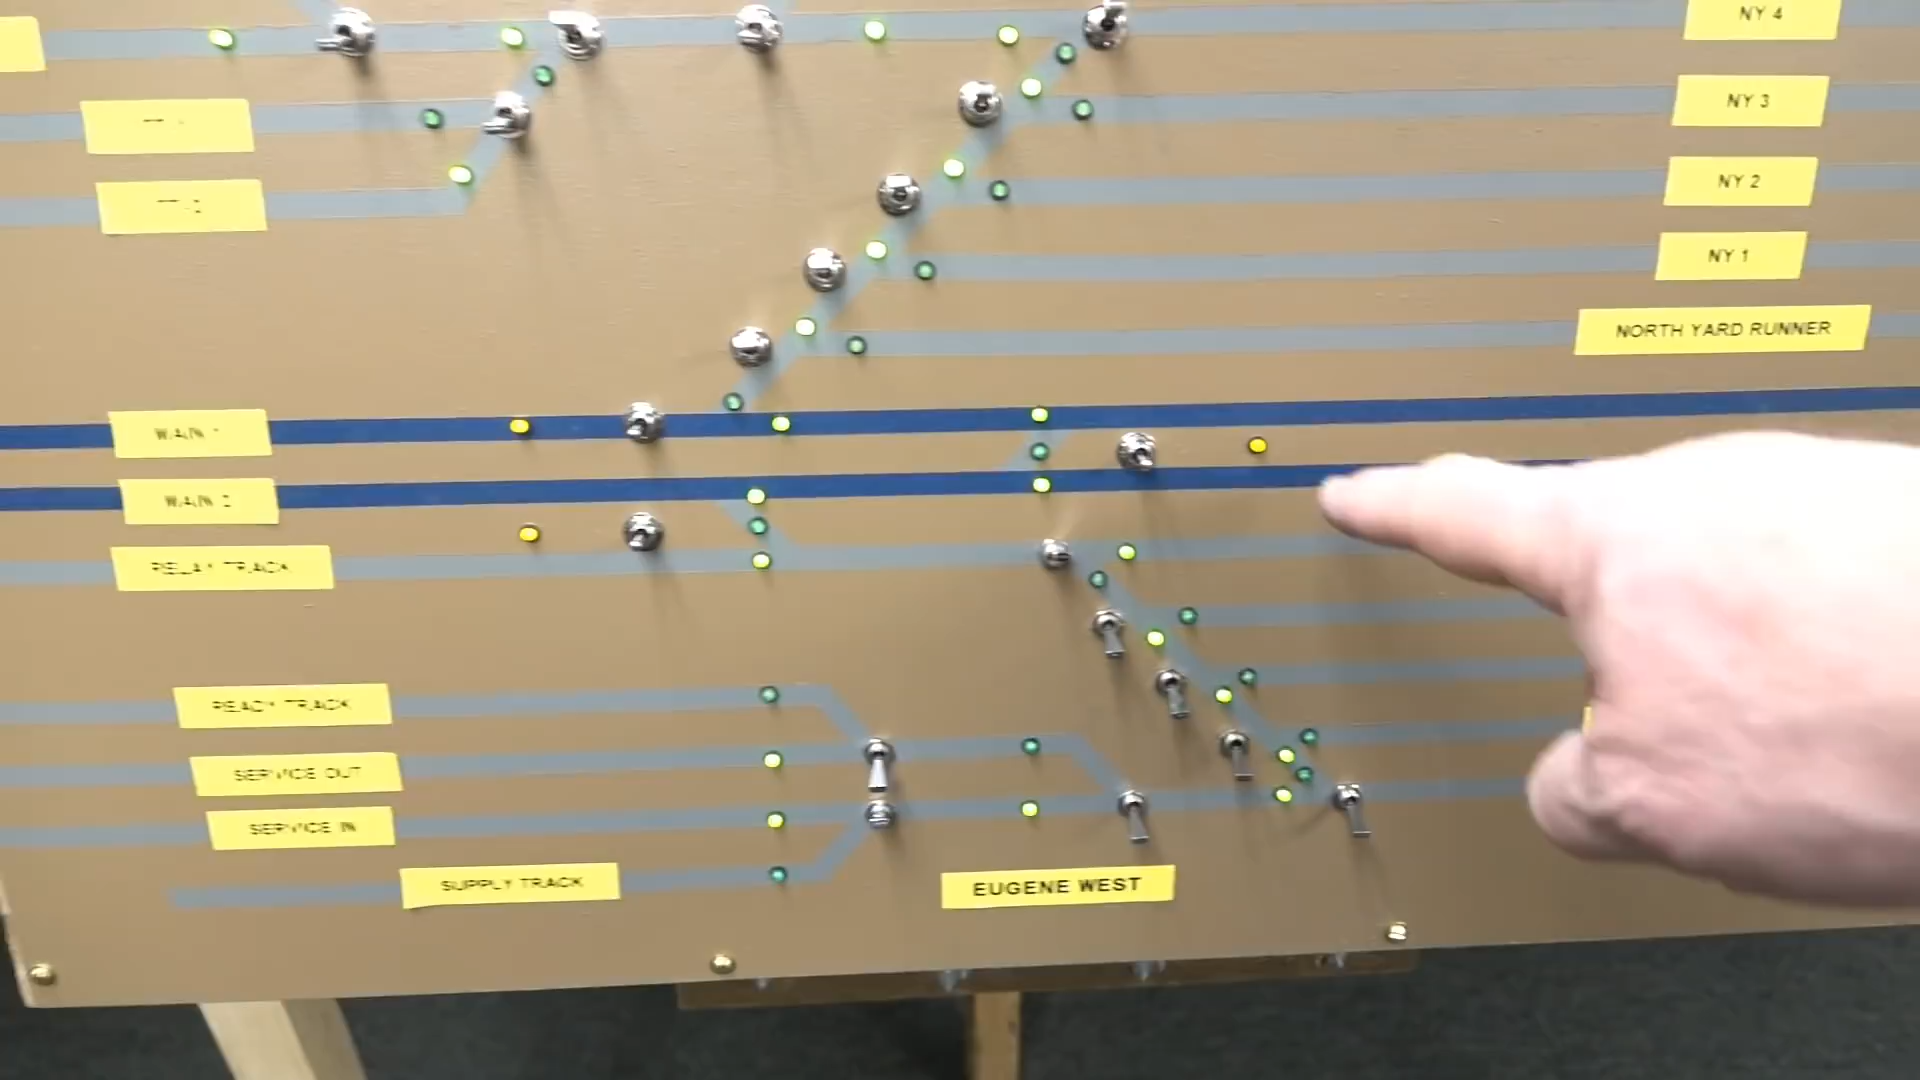 NY 4
NY 3
NY 2
NY 1
NORTH YARD RUNNER
MAIN 1
MAIN 2
RELAY TRACK
READY TRACK
SERVICE OUT
SERVICE IN
SUPPLY TRACK
EUGENE WEST